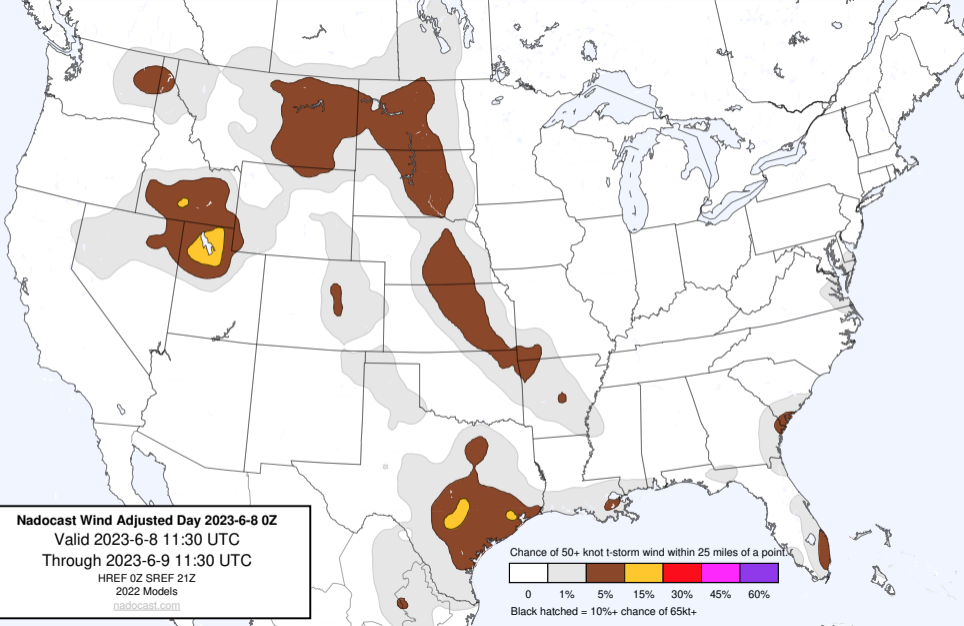 Nadocast Wind Adjusted Day 2023-6-8 0Z
Valid 2023-6-8 11:30 UTC
Through 2023-6-9 11:30 UTC
HREF 0Z SREF 21Z
2022 Models
nadocast.com
Chance of 50+ knot t-storm wind within 25 miles of a point.
0 1% 5% 15% 30% 45% 60%
Black hatched = 10%+ chance of 65kt+